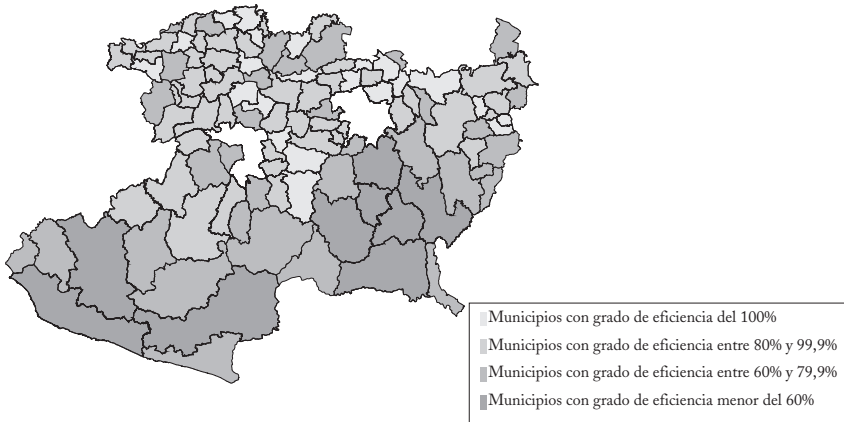 Municipios con grado de eficiencia del 100%
Municipios con grado de eficiencia entre 80% y 99,9%
Municipios con grado de eficiencia entre 60% y 79,9%
Municipios con grado de eficiencia menor del 60%